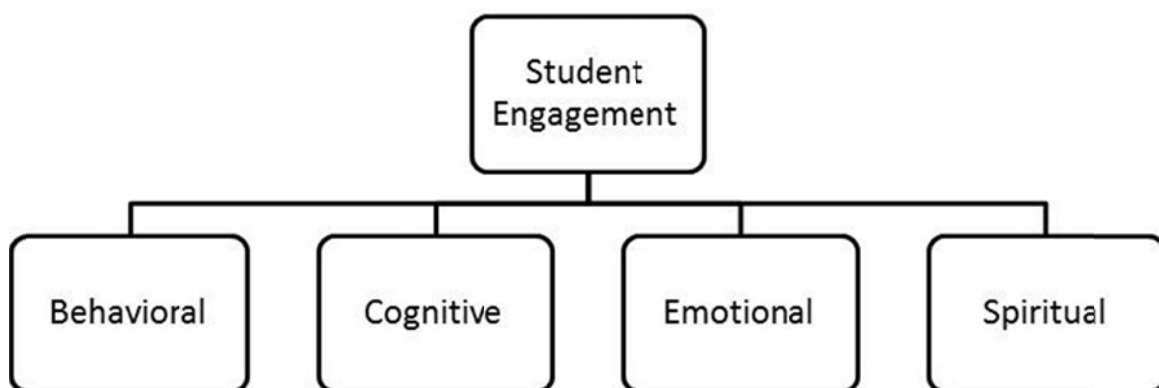 Student
Engagement
Behavioral
Cognitive
Emotional
Spiritual